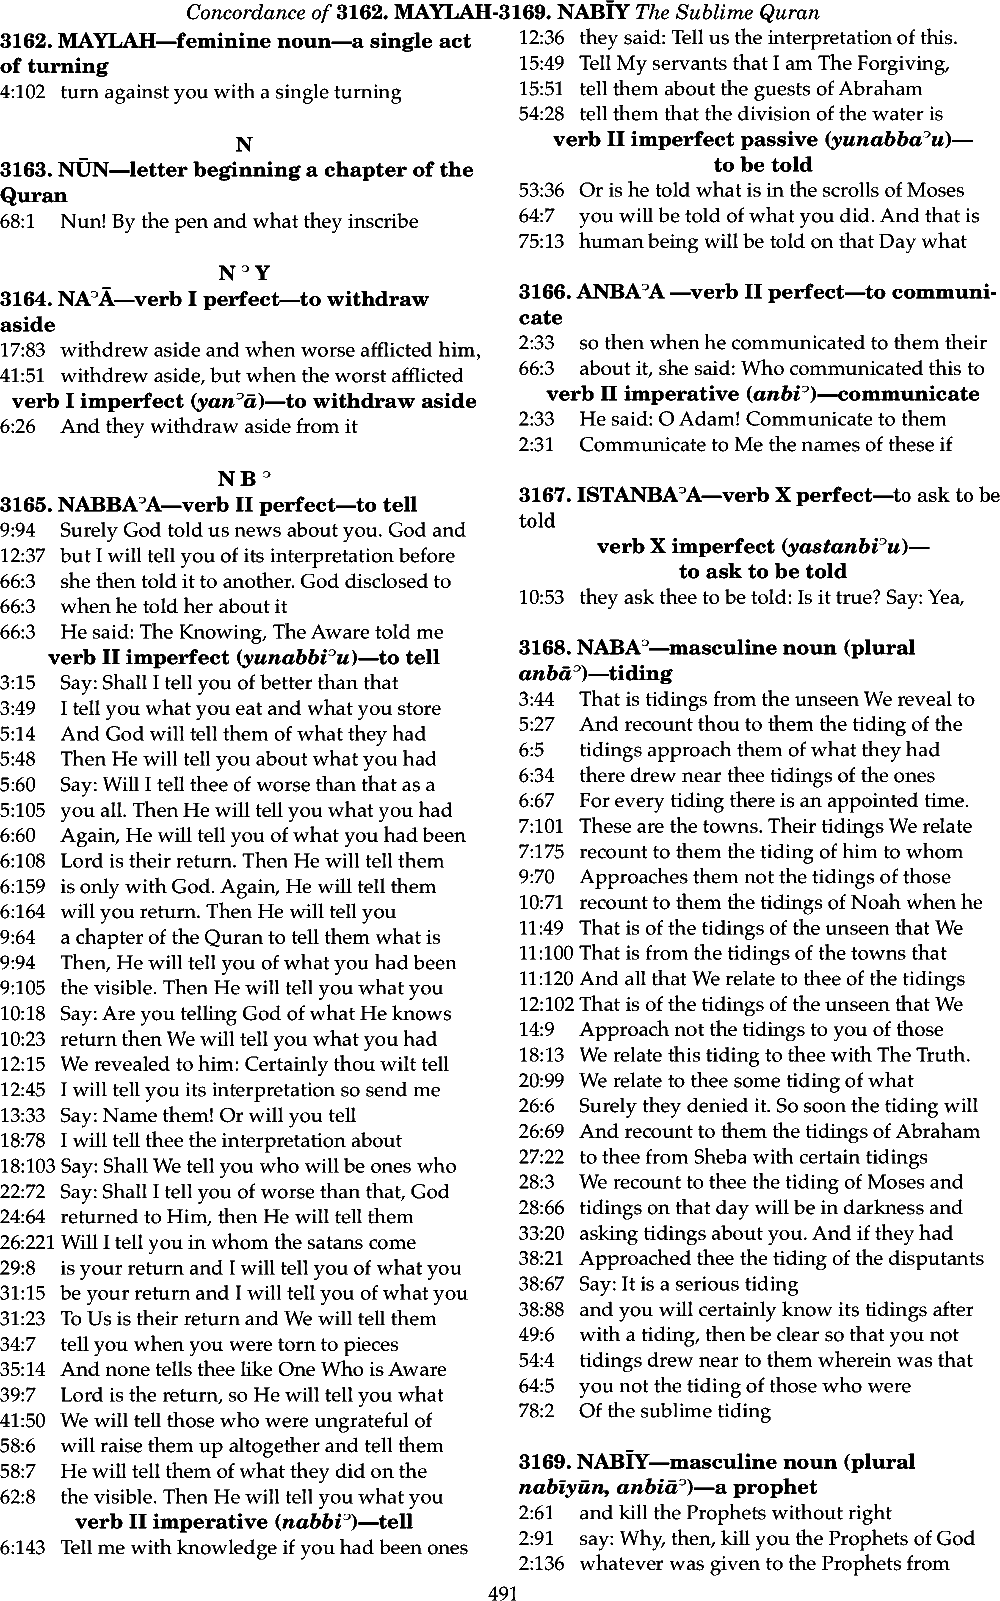 Concordance of 3162. MAYLAH-3169. NABĪY The Sublime Quran
3162. MAYLAH—feminine noun—a single act
of turning
4:102 turn against you with a single turning
N
3163. NŪN—letter beginning a chapter of the
Quran
68:1 Nun! By the pen and what they inscribe
N ʾ Y
3164. NAʾĀ—verb I perfect—to withdraw
aside
17:83 withdrew aside and when worse afflicted him,
41:51 withdrew aside, but when the worst afflicted
verb I imperfect (yanʾā)—to withdraw aside
6:26 And they withdraw aside from it
N B ʾ
3165. NABBAʾA—verb II perfect—to tell
9:94 Surely God told us news about you. God and
12:37 but I will tell you of its interpretation before
66:3 she then told it to another. God disclosed to
66:3 when he told her about it
66:3 He said: The Knowing, The Aware told me
verb II imperfect (yunabbiʾu)—to tell
3:15 Say: Shall I tell you of better than that
3:49 I tell you what you eat and what you store
5:14 And God will tell them of what they had
5:48 Then He will tell you about what you had
5:60 Say: Will I tell thee of worse than that as a
5:105 you all. Then He will tell you what you had
6:60 Again, He will tell you of what you had been
6:108 Lord is their return. Then He will tell them
6:159 is only with God. Again, He will tell them
6:164 will you return. Then He will tell you
9:64 a chapter of the Quran to tell them what is
9:94 Then, He will tell you of what you had been
9:105 the visible. Then He will tell you what you
10:18 Say: Are you telling God of what He knows
10:23 return then We will tell you what you had
12:15 We revealed to him: Certainly thou wilt tell
12:45 I will tell you its interpretation so send me
13:33 Say: Name them! Or will you tell
18:78 I will tell thee the interpretation about
18:103 Say: Shall We tell you who will be ones who
22:72 Say: Shall I tell you of worse than that, God
24:64 returned to Him, then He will tell them
26:221 Will I tell you in whom the satans come
29:8 is your return and I will tell you of what you
31:15 be your return and I will tell you of what you
31:23 To Us is their return and We will tell them
34:7 tell you when you were torn to pieces
35:14 And none tells thee like One Who is Aware
39:7 Lord is the return, so He will tell you what
41:50 We will tell those who were ungrateful of
58:6 will raise them up altogether and tell them
58:7 He will tell them of what they did on the
62:8 the visible. Then He will tell you what you
verb II imperative (nabbiʾ)—tell
6:143 Tell me with knowledge if you had been ones
12:36 they said: Tell us the interpretation of this.
15:49 Tell My servants that I am The Forgiving,
15:51 tell them about the guests of Abraham
54:28 tell them that the division of the water is
verb II imperfect passive (yunabbaʾu)—
to be told
53:36 Or is he told what is in the scrolls of Moses
64:7 you will be told of what you did. And that is
75:13 human being will be told on that Day what
3166. ANBAʾA —verb II perfect—to communi-
cate
2:33 so then when he communicated to them their
66:3 about it, she said: Who communicated this to
verb II imperative (anbiʾ)—communicate
2:33 He said: O Adam! Communicate to them
2:31 Communicate to Me the names of these if
3167. ISTANBAʾA—verb X perfect—to ask to be
told
verb X imperfect (yastanbiʾu)—
to ask to be told
10:53 they ask thee to be told: Is it true? Say: Yea,
3168. NABAʾ—masculine noun (plural
anbāʾ)—tiding
3:44 That is tidings from the unseen We reveal to
5:27 And recount thou to them the tiding of the
6:5 tidings approach them of what they had
6:34 there drew near thee tidings of the ones
6:67 For every tiding there is an appointed time.
7:101 These are the towns. Their tidings We relate
7:175 recount to them the tiding of him to whom
9:70 Approaches them not the tidings of those
10:71 recount to them the tidings of Noah when he
11:49 That is of the tidings of the unseen that We
11:100 That is from the tidings of the towns that
11:120 And all that We relate to thee of the tidings
12:102 That is of the tidings of the unseen that We
14:9 Approach not the tidings to you of those
18:13 We relate this tiding to thee with The Truth.
20:99 We relate to thee some tiding of what
26:6 Surely they denied it. So soon the tiding will
26:69 And recount to them the tidings of Abraham
27:22 to thee from Sheba with certain tidings
28:3 We recount to thee the tiding of Moses and
28:66 tidings on that day will be in darkness and
33:20 asking tidings about you. And if they had
38:21 Approached thee the tiding of the disputants
38:67 Say: It is a serious tiding
38:88 and you will certainly know its tidings after
49:6 with a tiding, then be clear so that you not
54:4 tidings drew near to them wherein was that
64:5 you not the tiding of those who were
78:2 Of the sublime tiding
3169. NABĪY—masculine noun (plural
nabīyūn, anbiāʾ)—a prophet
2:61 and kill the Prophets without right
2:91 say: Why, then, kill you the Prophets of God
2:136 whatever was given to the Prophets from
491